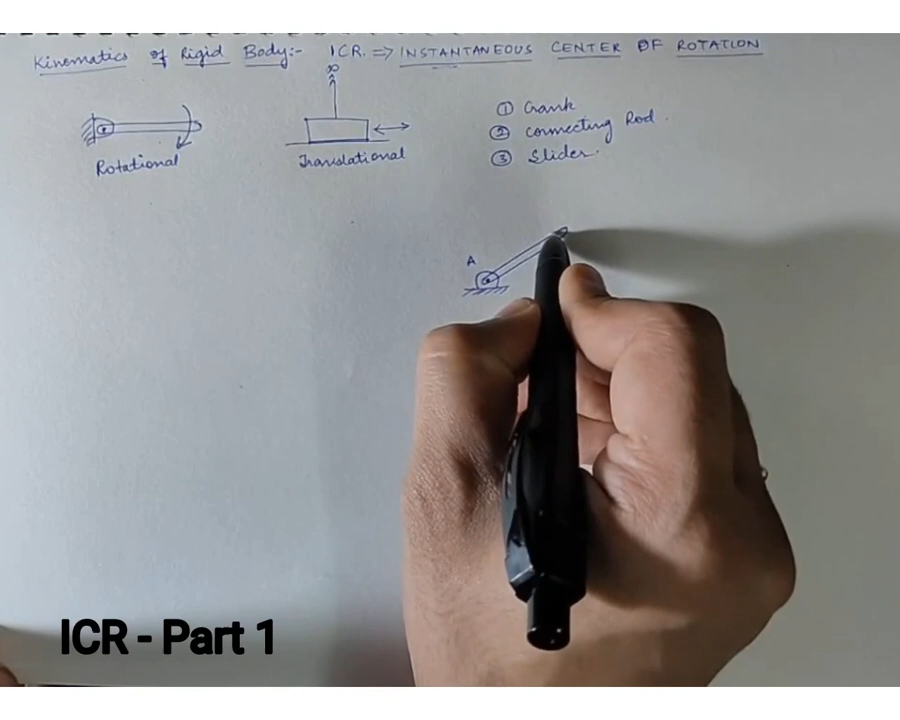 Kinematics of Rigid Body:- ICR. => INSTANTANEOUS CENTER OF ROTATION
∞
① Crank
② Connecting Rod.
③ Slider.
Rotational
Translational
A
ICR - Part 1